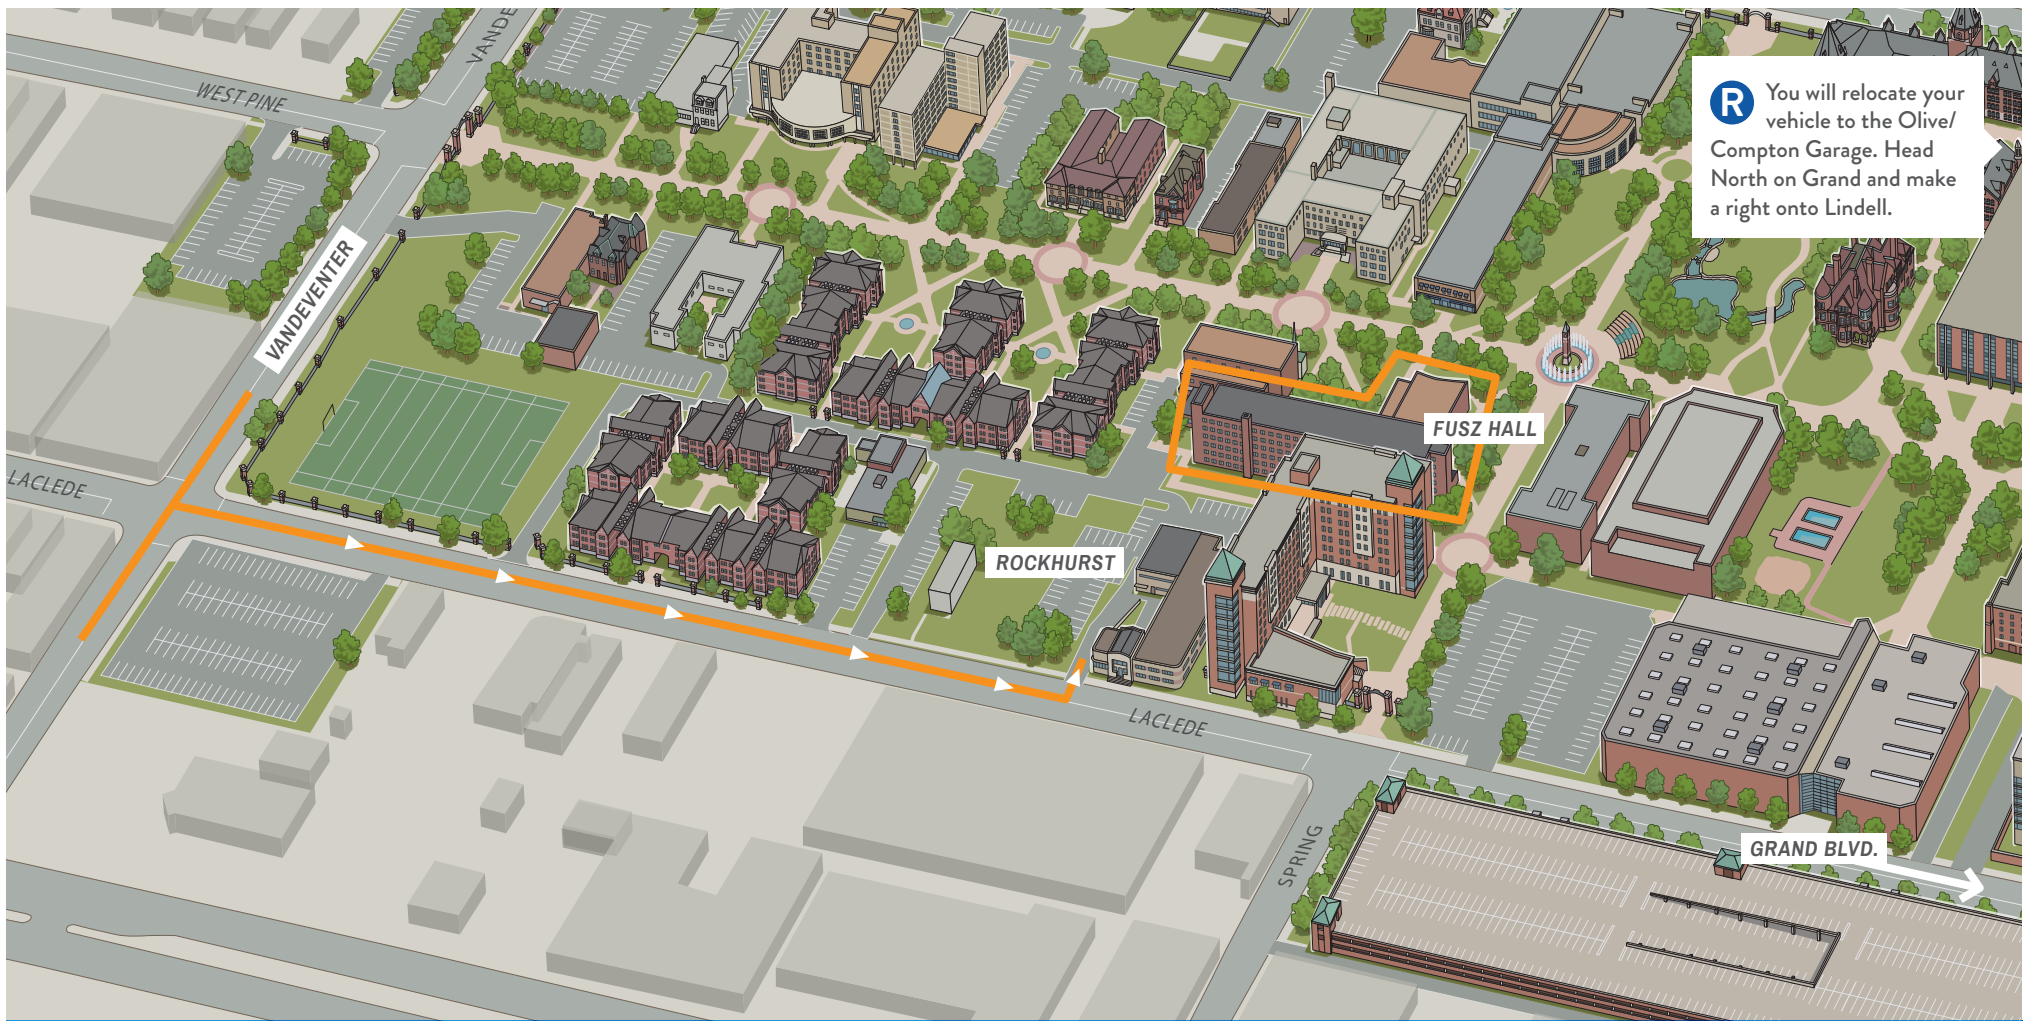 VANDE
WEST PINE
R
You will relocate your
vehicle to the Olive/
Compton Garage. Head
North on Grand and make
a right onto Lindell.
VANDEVENTER
FUSZ HALL
LACLEDE
ROCKHURST
LACLEDE
SPRING
GRAND BLVD.